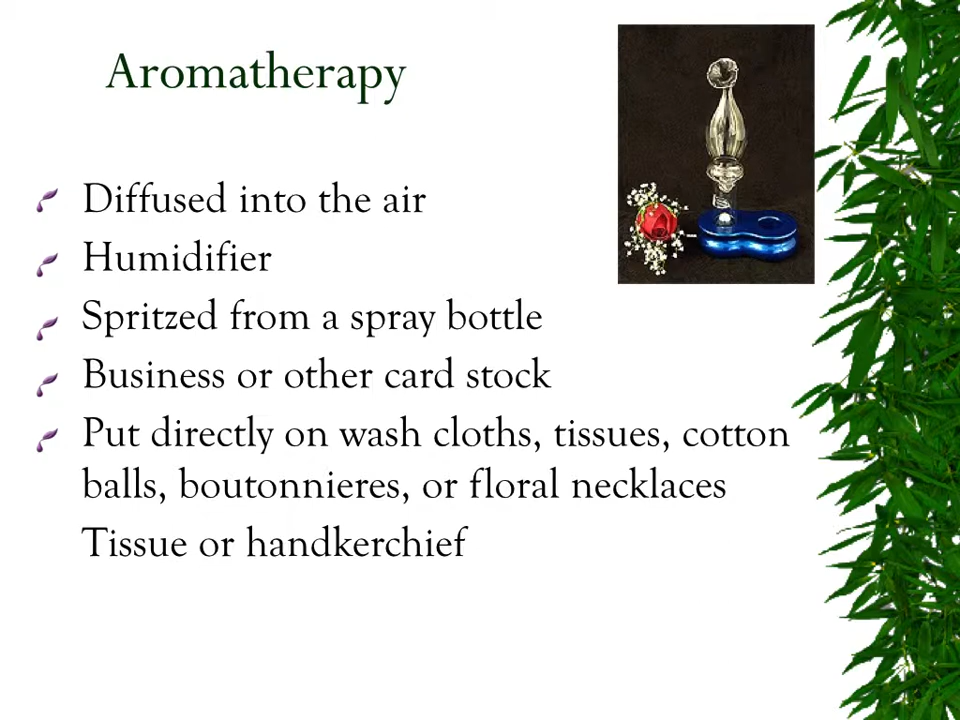 Aromatherapy
Diffused into the air
Humidifier
Spritzed from a spray bottle
Business or other card stock
Put directly on wash cloths, tissues, cotton
balls, boutonnieres, or floral necklaces
Tissue or handkerchief